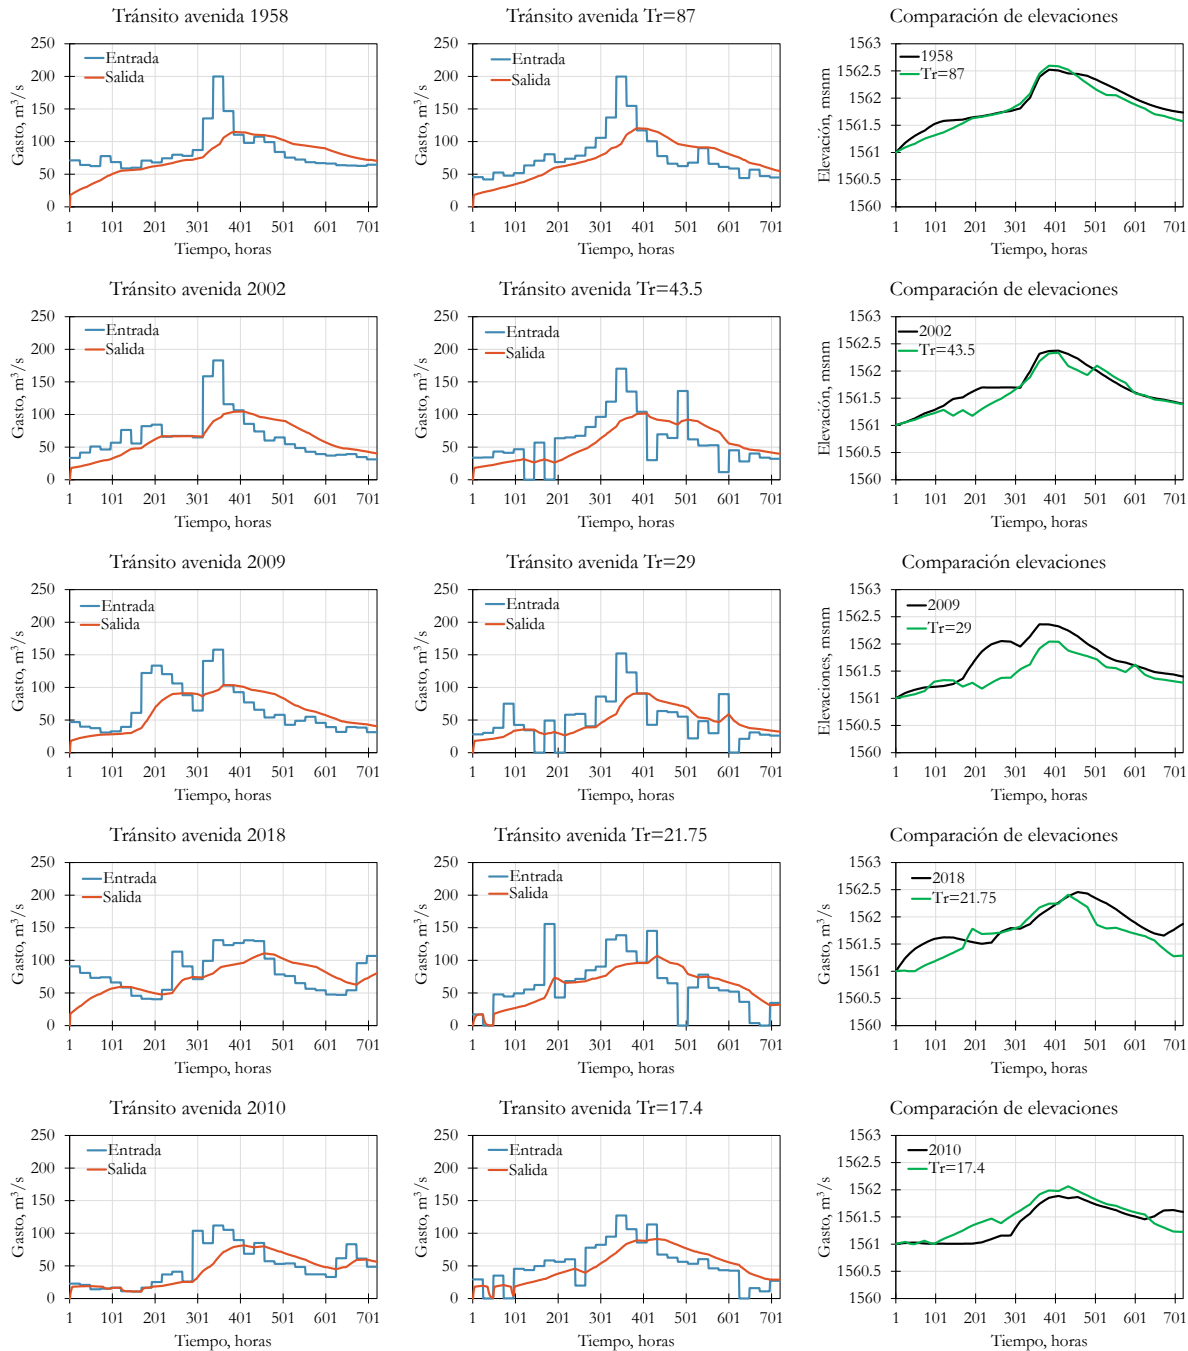 Tránsito avenida 1958
250
200
150
100
50
0
Gasto, m³/s
Entrada
Salida
1 101 201 301 401 501 601 701
Tiempo, horas
Tránsito avenida Tr=87
250
200
150
100
50
0
Gasto, m³/s
Entrada
Salida
1 101 201 301 401 501 601 701
Tiempo, horas
Comparación de elevaciones
1563
1562.5
1562
1561.5
1561
1560.5
1560
Elevación, msnm
1958
Tr=87
1 101 201 301 401 501 601 701
Tiempo, horas
Tránsito avenida 2002
250
200
150
100
50
0
Gasto, m³/s
Entrada
Salida
1 101 201 301 401 501 601 701
Tiempo, horas
Tránsito avenida Tr=43.5
250
200
150
100
50
0
Gasto, m³/s
Entrada
Salida
1 101 201 301 401 501 601 701
Tiempo, horas
Comparación de elevaciones
1563
1562.5
1562
1561.5
1561
1560.5
1560
Elevación, msnm
2002
Tr=43.5
1 101 201 301 401 501 601 701
Tiempo, horas
Tránsito avenida 2009
250
200
150
100
50
0
Gasto, m³/s
Entrada
Salida
1 101 201 301 401 501 601 701
Tiempo, horas
Tránsito avenida Tr=29
250
200
150
100
50
0
Gasto, m³/s
Entrada
Salida
1 101 201 301 401 501 601 701
Tiempo, horas
Comparación elevaciones
1563
1562.5
1562
1561.5
1561
1560.5
1560
Elevaciones, msnm
2009
Tr=29
1 101 201 301 401 501 601 701
Tiempo, horas
Tránsito avenida 2018
250
200
150
100
50
0
Gasto, m³/s
Entrada
Salida
1 101 201 301 401 501 601 701
Tiempo, horas
Tránsito avenida Tr=21.75
250
200
150
100
50
0
Gasto, m³/s
Entrada
Salida
1 101 201 301 401 501 601 701
Tiempo, horas
Comparación de elevaciones
1563
1562.5
1562
1561.5
1561
1560.5
1560
Gasto, m³/s
2018
Tr=21.75
1 101 201 301 401 501 601 701
Tiempo, horas
Tránsito avenida 2010
250
200
150
100
50
0
Gasto, m³/s
Entrada
Salida
1 101 201 301 401 501 601 701
Tiempo, horas
Transito avenida Tr=17.4
250
200
150
100
50
0
Gasto, m³/s
Entrada
Salida
1 101 201 301 401 501 601 701
Tiempo, horas
Comparación de elevaciones
1563
1562.5
1562
1561.5
1561
1560.5
1560
Gasto, m³/s
2010
Tr=17.4
1 101 201 301 401 501 601 701
Tiempo, horas